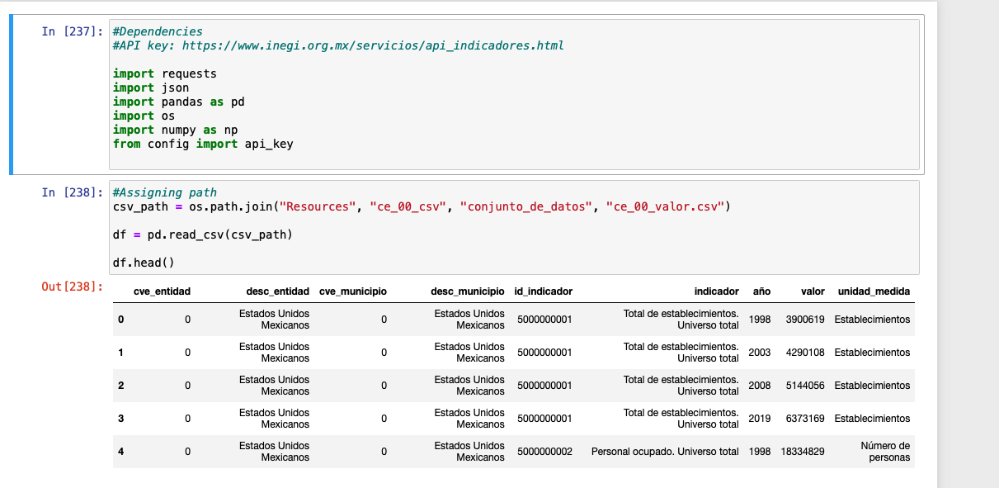 In [237]: #Dependencies
#API key: https://www.inegi.org.mx/servicios/api_indicadores.html
import requests
import json
import pandas as pd
import os
import numpy as np
from config import api_key
In [238]: #Assigning path
csv_path = os.path.join("Resources", "ce_00_csv", "conjunto_de_datos", "ce_00_valor.csv")
df = pd.read_csv(csv_path)
df.head()
Out[238]:
cve_entidad desc_entidad cve_municipio desc_municipio id_indicador indicador año valor unidad_medida
0 0 Estados Unidos Mexicanos 0 Estados Unidos Mexicanos 5000000001 Total de establecimientos. Universo total 1998 3900619 Establecimientos
1 0 Estados Unidos Mexicanos 0 Estados Unidos Mexicanos 5000000001 Total de establecimientos. Universo total 2003 4290108 Establecimientos
2 0 Estados Unidos Mexicanos 0 Estados Unidos Mexicanos 5000000001 Total de establecimientos. Universo total 2008 5144056 Establecimientos
3 0 Estados Unidos Mexicanos 0 Estados Unidos Mexicanos 5000000001 Total de establecimientos. Universo total 2019 6373169 Establecimientos
4 0 Estados Unidos Mexicanos 0 Estados Unidos Mexicanos 5000000002 Personal ocupado. Universo total 1998 18334829 Número de personas